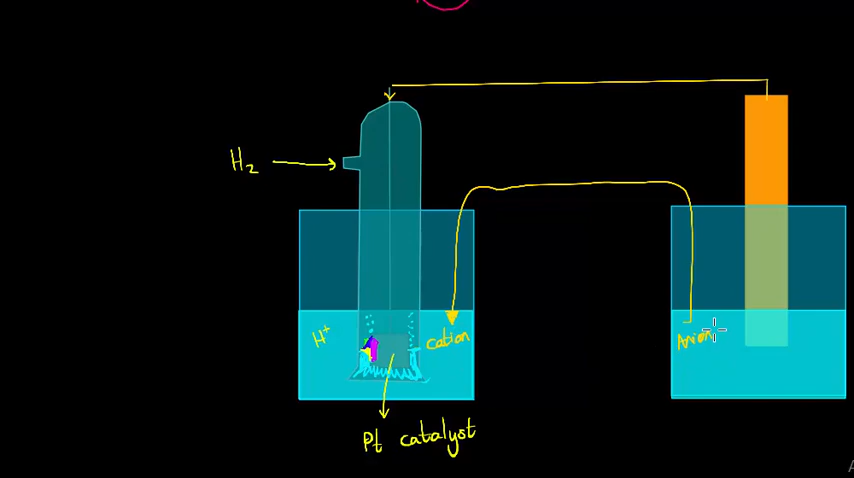 H₂
H⁺
cation
Anion
Pt catalyst